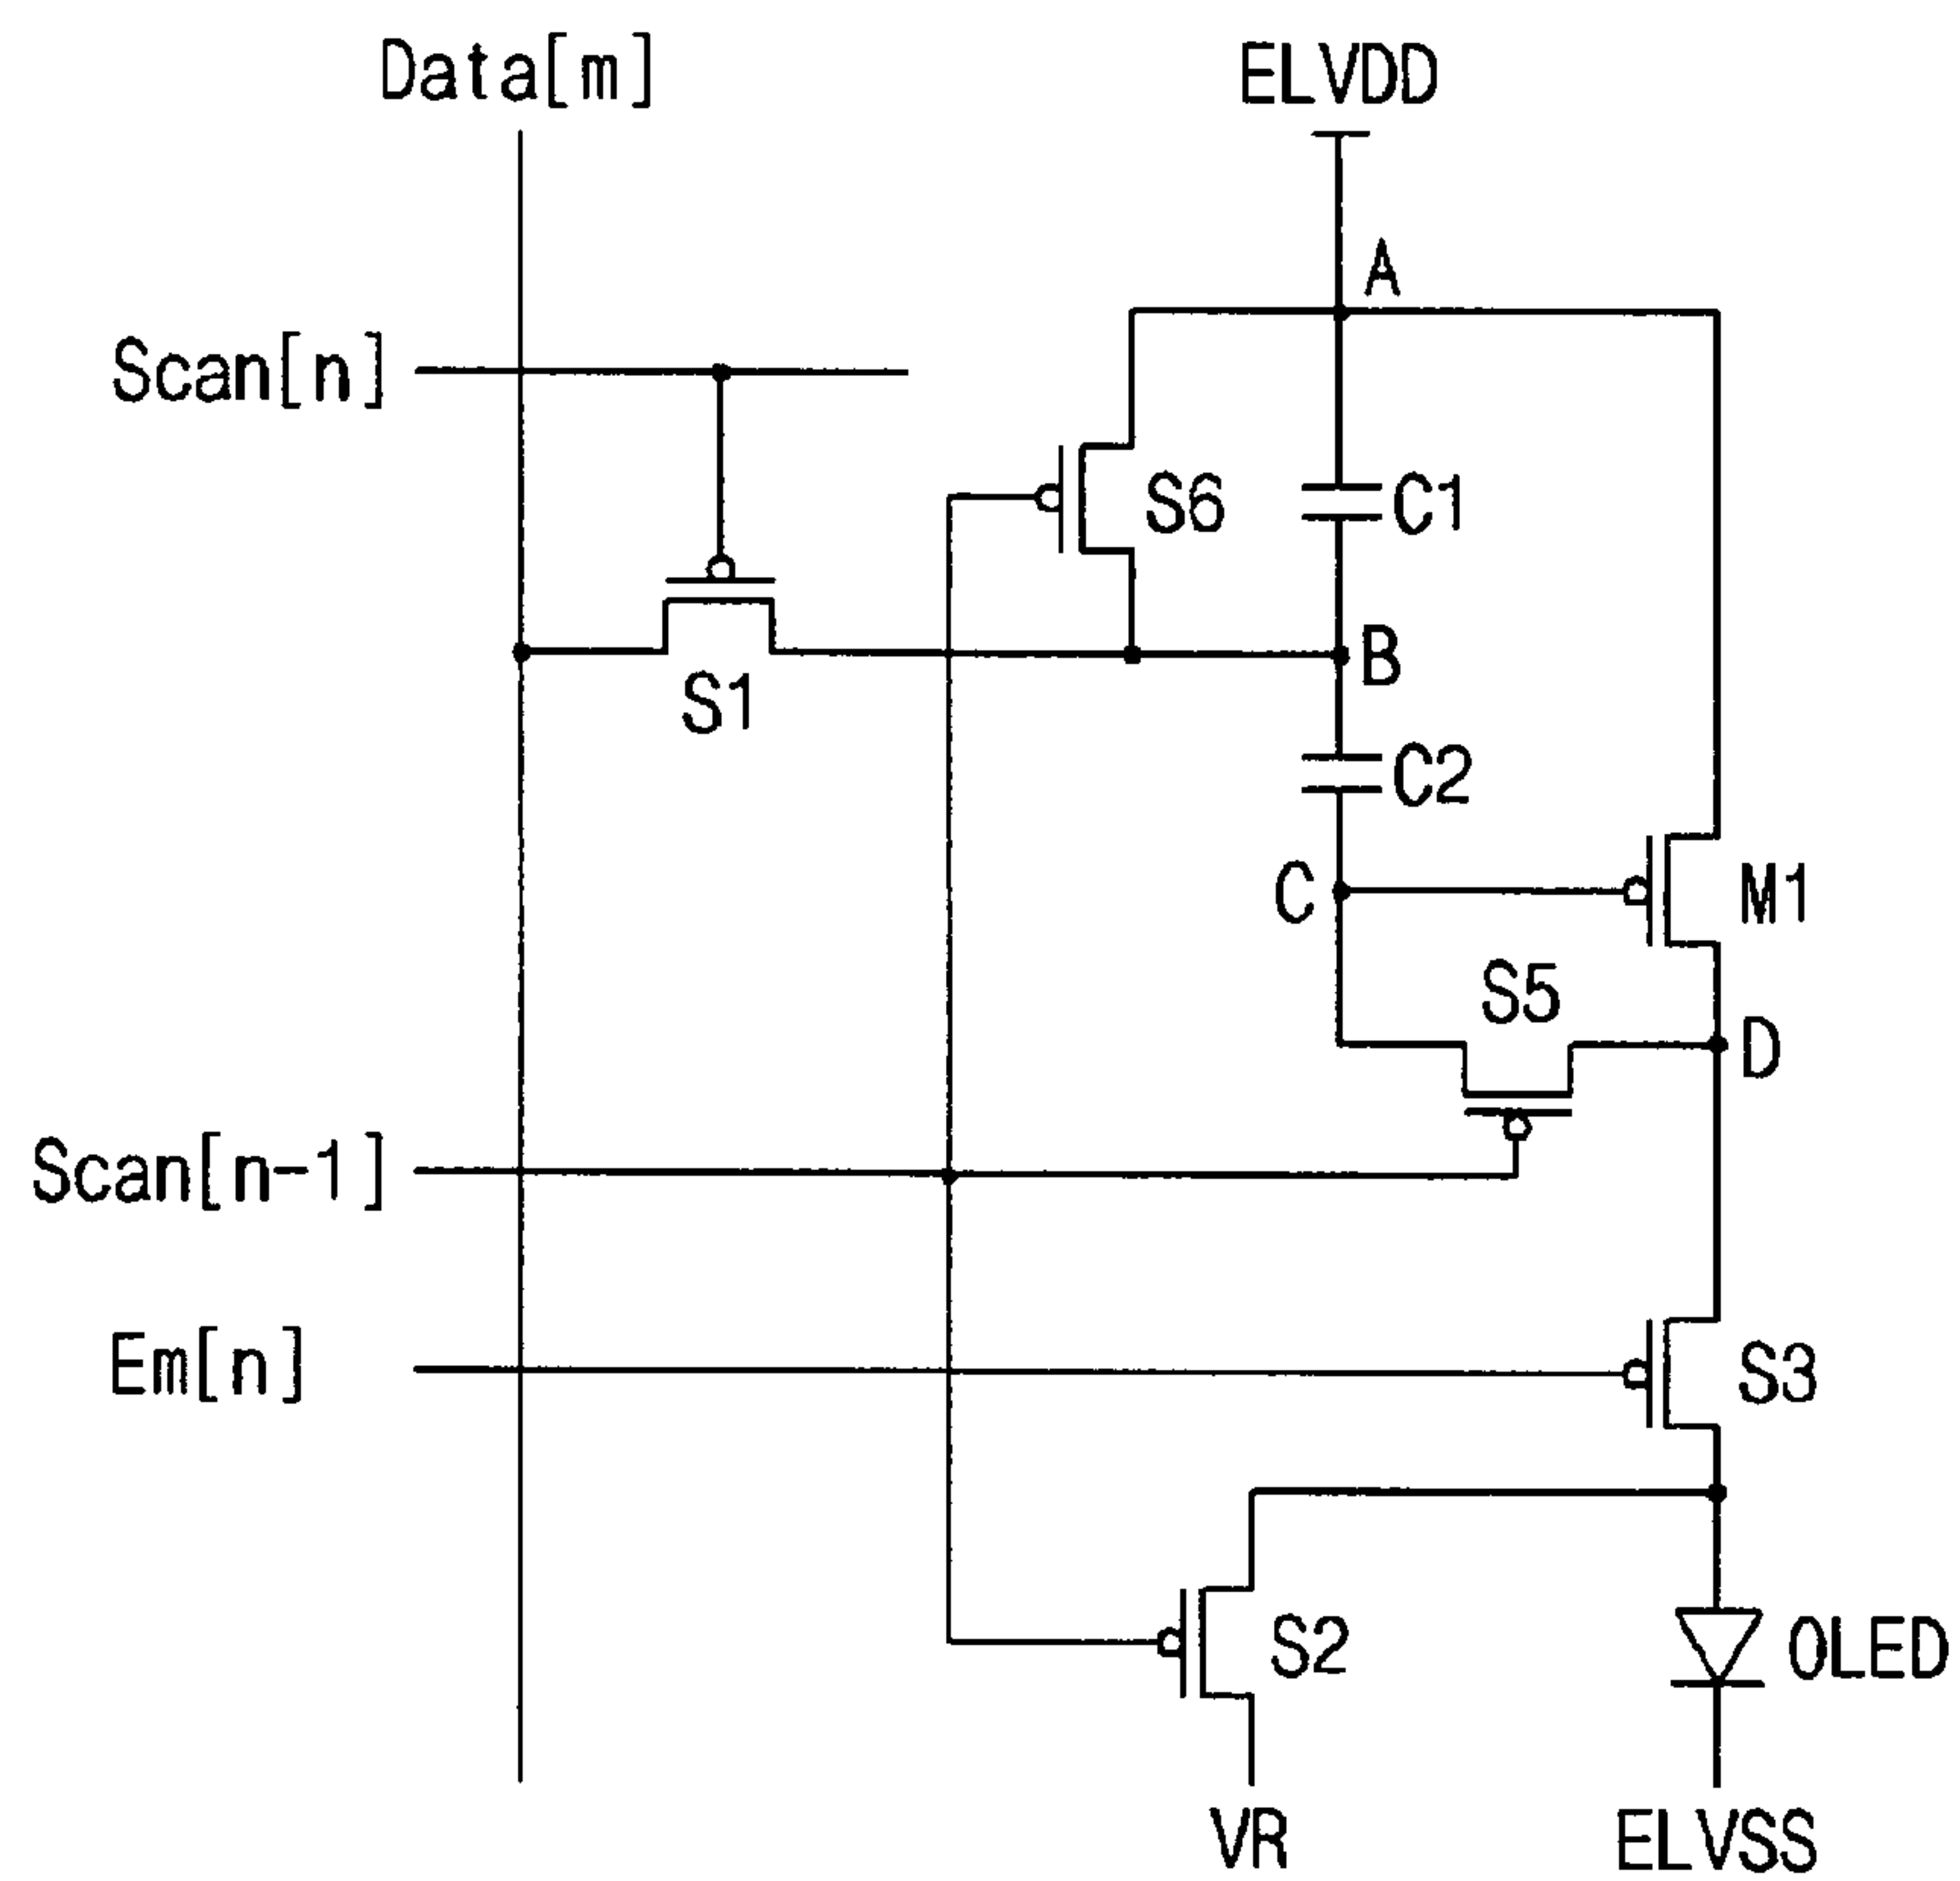 Data[m]
ELVDD
A
Scan[n]
S6
C1
B
S1
C2
C
M1
S5
D
Scan[n-1]
Em[n]
S3
S2
OLED
VR
ELVSS